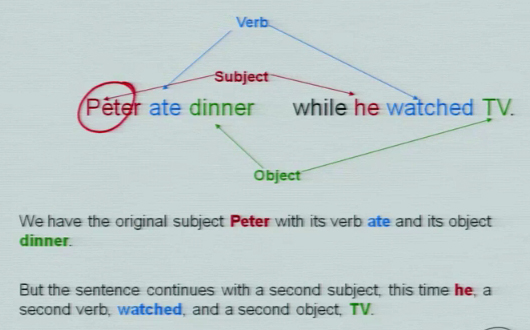 Verb
Subject
Peter ate dinner while he watched TV.
Object
We have the original subject Peter with its verb ate and its object
dinner.
But the sentence continues with a second subject, this time he, a
second verb, watched, and a second object, TV.